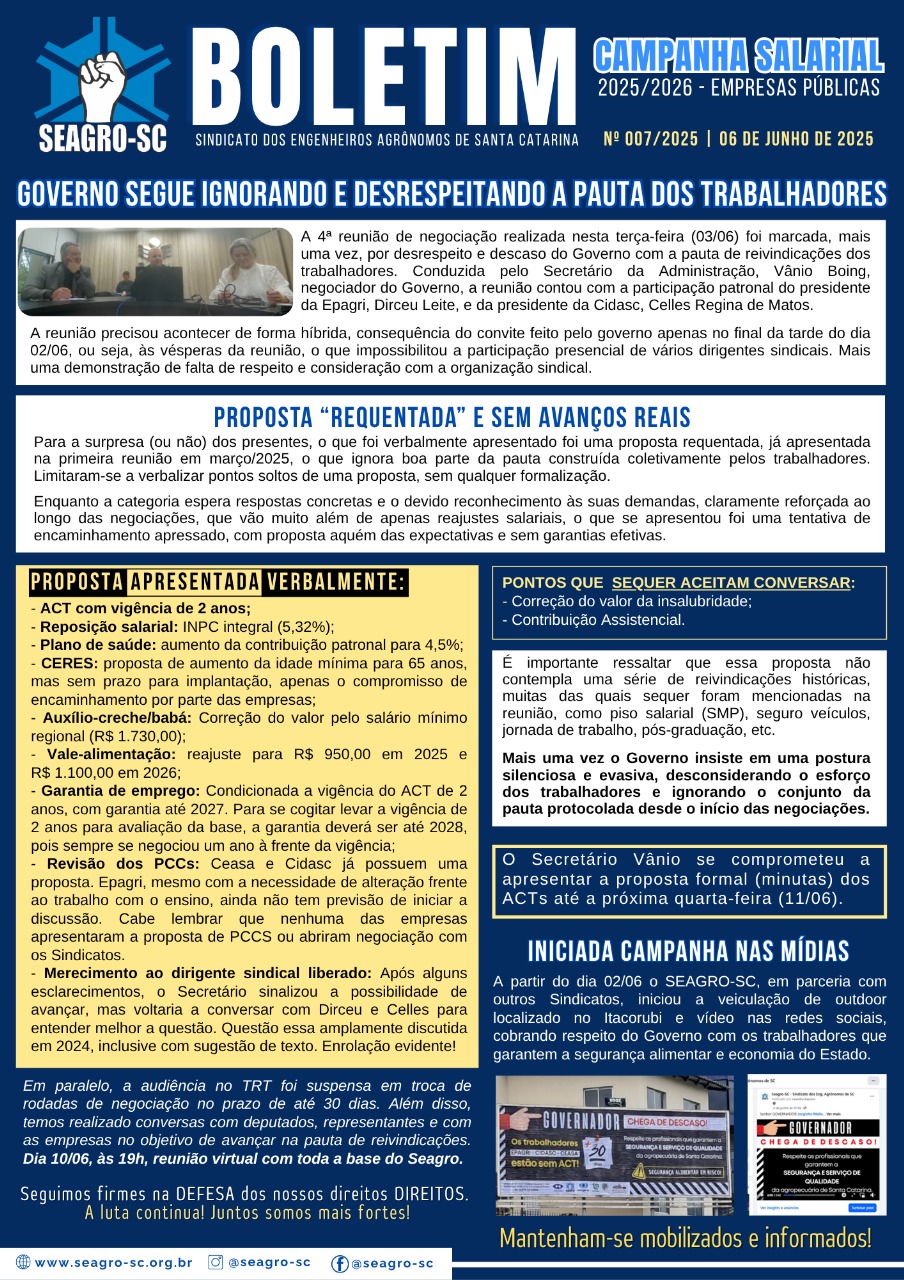 SEAGRO-SC
BOLETIM
SINDICATO DOS ENGENHEIROS AGRÔNOMOS DE SANTA CATARINA
CAMPANHA SALARIAL
2025/2026 - EMPRESAS PÚBLICAS
Nº 007/2025 | 06 DE JUNHO DE 2025
GOVERNO SEGUE IGNORANDO E DESRESPEITANDO A PAUTA DOS TRABALHADORES
A 4ª reunião de negociação realizada nesta terça-feira (03/06) foi marcada, mais
uma vez, por desrespeito e descaso do Governo com a pauta de reivindicações dos
trabalhadores. Conduzida pelo Secretário da Administração, Vânio Boing,
negociador do Governo, a reunião contou com a participação patronal do presidente
da Epagri, Dirceu Leite, e da presidente da Cidasc, Celles Regina de Matos.
A reunião precisou acontecer de forma híbrida, consequência do convite feito pelo governo apenas no final da tarde do dia
02/06, ou seja, às vésperas da reunião, o que impossibilitou a participação presencial de vários dirigentes sindicais. Mais
uma demonstração de falta de respeito e consideração com a organização sindical.
PROPOSTA “REQUENTADA” E SEM AVANÇOS REAIS
Para a surpresa (ou não) dos presentes, o que foi verbalmente apresentado foi uma proposta requentada, já apresentada
na primeira reunião em março/2025, o que ignora boa parte da pauta construída coletivamente pelos trabalhadores.
Limitaram-se a verbalizar pontos soltos de uma proposta, sem qualquer formalização.
Enquanto a categoria espera respostas concretas e o devido reconhecimento às suas demandas, claramente reforçada ao
longo das negociações, que vão muito além de apenas reajustes salariais, o que se apresentou foi uma tentativa de
encaminhamento apressado, com proposta aquém das expectativas e sem garantias efetivas.
PROPOSTA APRESENTADA VERBALMENTE:
- ACT com vigência de 2 anos;
- Reposição salarial: INPC integral (5,32%);
- Plano de saúde: aumento da contribuição patronal para 4,5%;
- CERES: proposta de aumento da idade mínima para 65 anos,
mas sem prazo para implantação, apenas o compromisso de
encaminhamento por parte das empresas;
- Auxílio-creche/babá: Correção do valor pelo salário mínimo
regional (R$ 1.730,00);
- Vale-alimentação: reajuste para R$ 950,00 em 2025 e
R$ 1.100,00 em 2026;
- Garantia de emprego: Condicionada a vigência do ACT de 2
anos, com garantia até 2027. Para se cogitar levar a vigência de
2 anos para avaliação da base, a garantia deverá ser até 2028,
pois sempre se negociou um ano à frente da vigência;
- Revisão dos PCCs: Ceasa e Cidasc já possuem uma
proposta. Epagri, mesmo com a necessidade de alteração frente
ao trabalho com o ensino, ainda não tem previsão de iniciar a
discussão. Cabe lembrar que nenhuma das empresas
apresentaram a proposta de PCCS ou abriram negociação com
os Sindicatos.
- Merecimento ao dirigente sindical liberado: Após alguns
esclarecimentos, o Secretário sinalizou a possibilidade de
avançar, mas voltaria a conversar com Dirceu e Celles para
entender melhor a questão. Questão essa amplamente discutida
em 2024, inclusive com sugestão de texto. Enrolação evidente!
Em paralelo, a audiência no TRT foi suspensa em troca de
rodadas de negociação no prazo de até 30 dias. Além disso,
temos realizado conversas com deputados, representantes e com
as empresas no objetivo de avançar na pauta de reivindicações.
Dia 10/06, às 19h, reunião virtual com toda a base do Seagro.
Seguimos firmes na DEFESA dos nossos direitos DIREITOS.
A luta continua! Juntos somos mais fortes!
www.seagro-sc.org.br @seagro-sc @seagro-sc
PONTOS QUE SEQUER ACEITAM CONVERSAR:
- Correção do valor da insalubridade;
- Contribuição Assistencial.
É importante ressaltar que essa proposta não
contempla uma série de reivindicações históricas,
muitas das quais sequer foram mencionadas na
reunião, como piso salarial (SMP), seguro veículos,
jornada de trabalho, pós-graduação, etc.
Mais uma vez o Governo insiste em uma postura
silenciosa e evasiva, desconsiderando o esforço
dos trabalhadores e ignorando o conjunto da
pauta protocolada desde o início das negociações.
O Secretário Vânio se comprometeu a
apresentar a proposta formal (minutas) dos
ACTs até a próxima quarta-feira (11/06).
INICIADA CAMPANHA NAS MÍDIAS
A partir do dia 02/06 o SEAGRO-SC, em parceria com
outros Sindicatos, iniciou a veiculação de outdoor
localizado no Itacorubi e vídeo nas redes sociais,
cobrando respeito do Governo com os trabalhadores que
garantem a segurança alimentar e economia do Estado.
GOVERNADOR
CHEGA DE DESCASO!
Os trabalhadores
EPAGRI - CIDASC - CEASA
estão sem ACT!
+30
Respeite as profissionais que garantem a
SEGURANÇA E SERVIÇO DE QUALIDADE
da agropecuária de Santa Catarina.
SEGURANÇA ALIMENTAR EM RISCO!
Seagro-SC - Sindicato dos Eng. Agrônomos de SC
GOVERNADOR
CHEGA DE DESCASO!
Respeite as profissionais que
garantem a
SEGURANÇA E SERVIÇO DE
QUALIDADE
da agropecuária de Santa Catarina.
Mantenham-se mobilizados e informados!